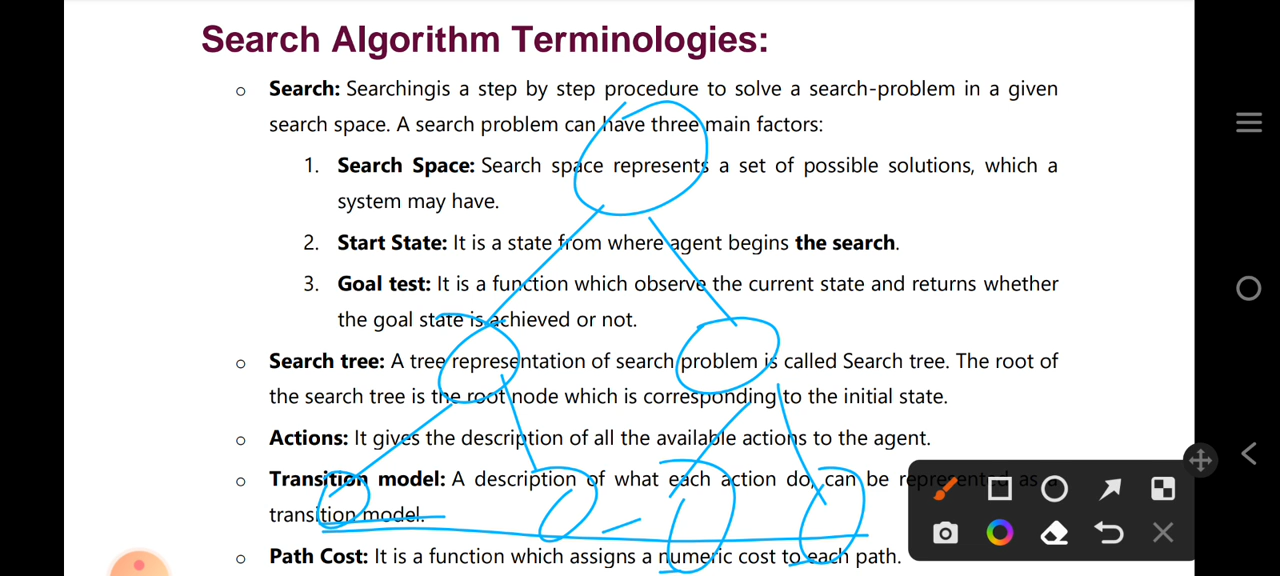 Search Algorithm Terminologies:
o Search: Searchingis a step by step procedure to solve a search-problem in a given
search space. A search problem can have three main factors:
1. Search Space: Search space represents a set of possible solutions, which a
system may have.
2. Start State: It is a state from where agent begins the search.
3. Goal test: It is a function which observe the current state and returns whether
the goal state is achieved or not.
o Search tree: A tree representation of search problem is called Search tree. The root of
the search tree is the root node which is corresponding to the initial state.
o Actions: It gives the description of all the available actions to the agent.
o Transition model: A description of what each action do, can be represented as a
transition model.
o Path Cost: It is a function which assigns a numeric cost to each path.